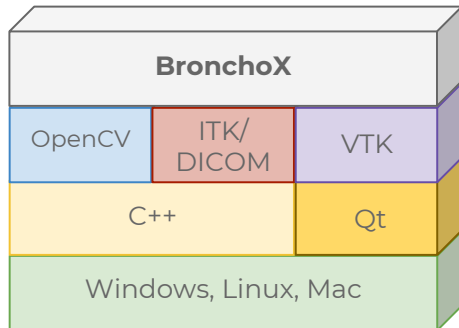 BronchoX
OpenCV
ITK/
DICOM
VTK
C++
Qt
Windows, Linux, Mac